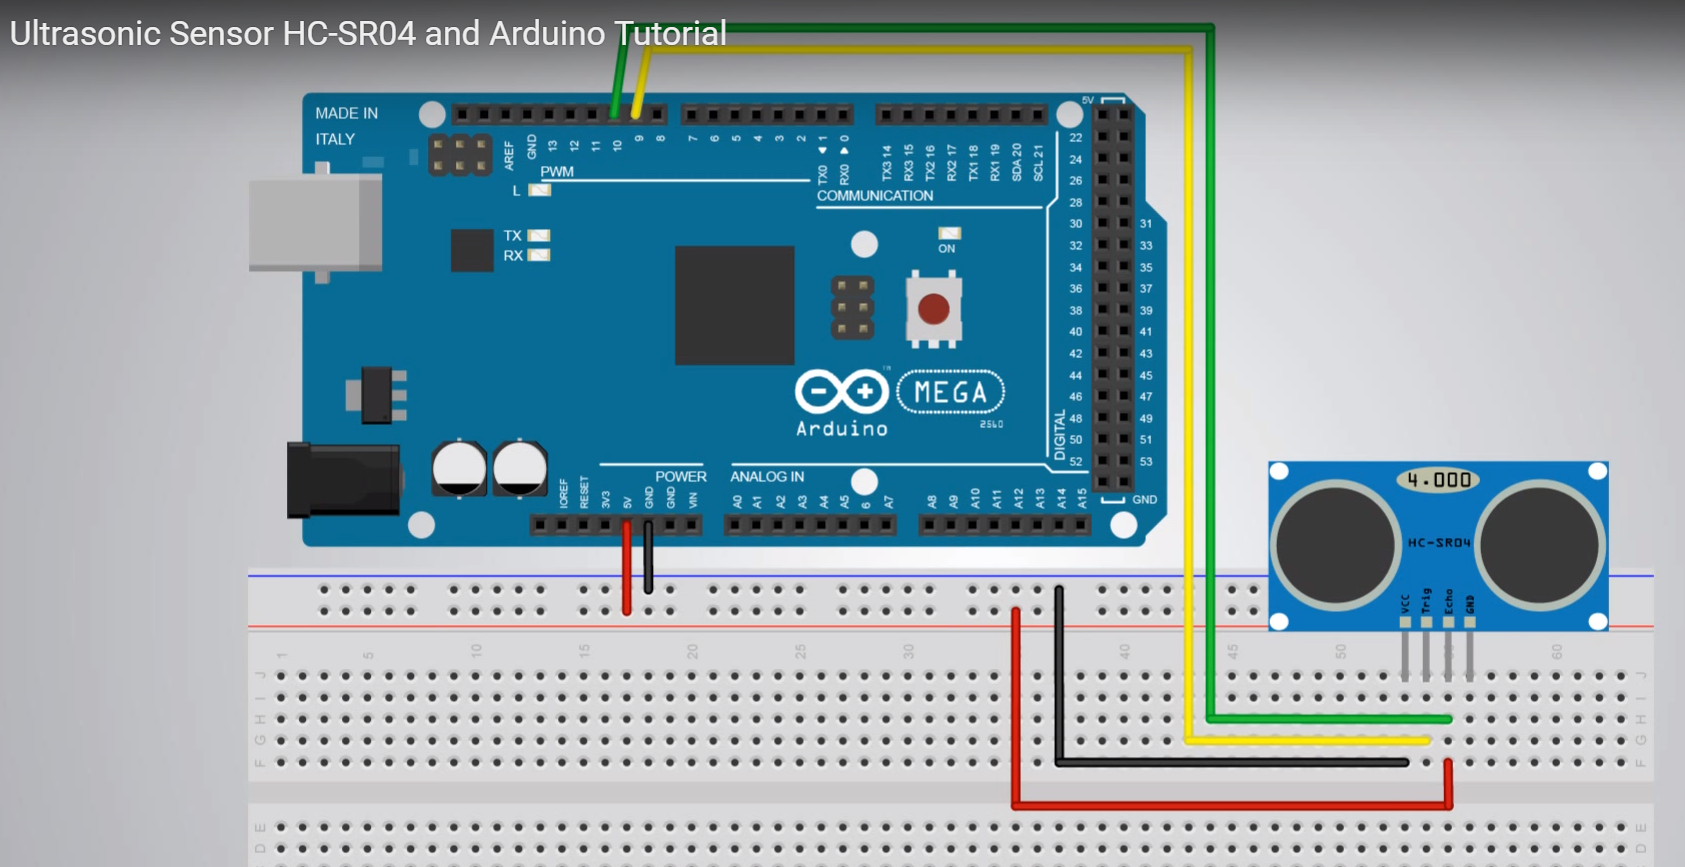 Ultrasonic Sensor HC-SR04 and Arduino Tutorial
MADE IN
ITALY
5V
AREF
GND
13
12
11
10
9
8
7
6
5
4
3
2
TX0 ◀ 1
RX0 ▶ 0
TX3 14
RX3 15
TX2 16
RX2 17
TX1 18
RX1 19
SDA 20
SCL 21
PWM
L
COMMUNICATION
TX
RX
ON
22
24
26
28
30 31
32 33
34 35
36 37
38 39
40 41
42 43
44 45
46 47
48 49
50 51
52 53
DIGITAL
GND
™
MEGA
2560
Arduino
POWER
ANALOG IN
IOREF
RESET
3V3
5V
GND
GND
VIN
A0
A1
A2
A3
A4
A5
6
A7
A8
A9
A10
A11
A12
A13
A14
A15
4.000
HC-SR04
VCC
Trig
Echo
GND
1 5 10 15 20 25 30 40 45 50 60
J J
I I
H H
G G
F F
E E
D D